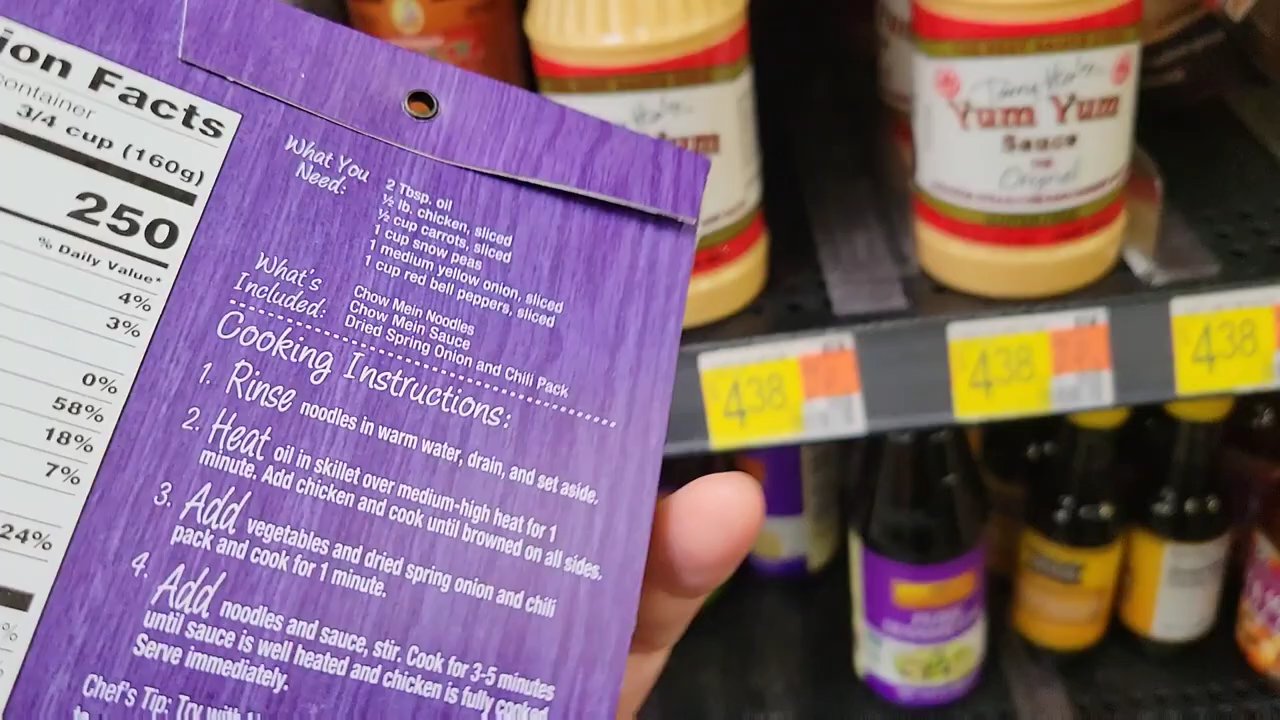 ion Facts
container
3/4 cup (160g)
250
% Daily Value*
4%
3%
0%
58%
18%
7%
24%
%
What You
Need:
2 Tbsp. oil
½ lb. chicken, sliced
½ cup carrots, sliced
1 cup snow peas
1 medium yellow onion, sliced
1 cup red bell peppers, sliced
What's
Included:
Chow Mein Noodles
Chow Mein Sauce
Dried Spring Onion and Chili Pack
Cooking Instructions:
1. Rinse noodles in warm water, drain, and set aside.
2. Heat oil in skillet over medium-high heat for 1
minute. Add chicken and cook until browned on all sides.
3. Add vegetables and dried spring onion and chili
pack and cook for 1 minute.
4. Add noodles and sauce, stir. Cook for 3-5 minutes
until sauce is well heated and chicken is fully cooked.
Serve immediately.
Chef's Tip: Try with
Yum Yum
Sauce
Original
438
438
438